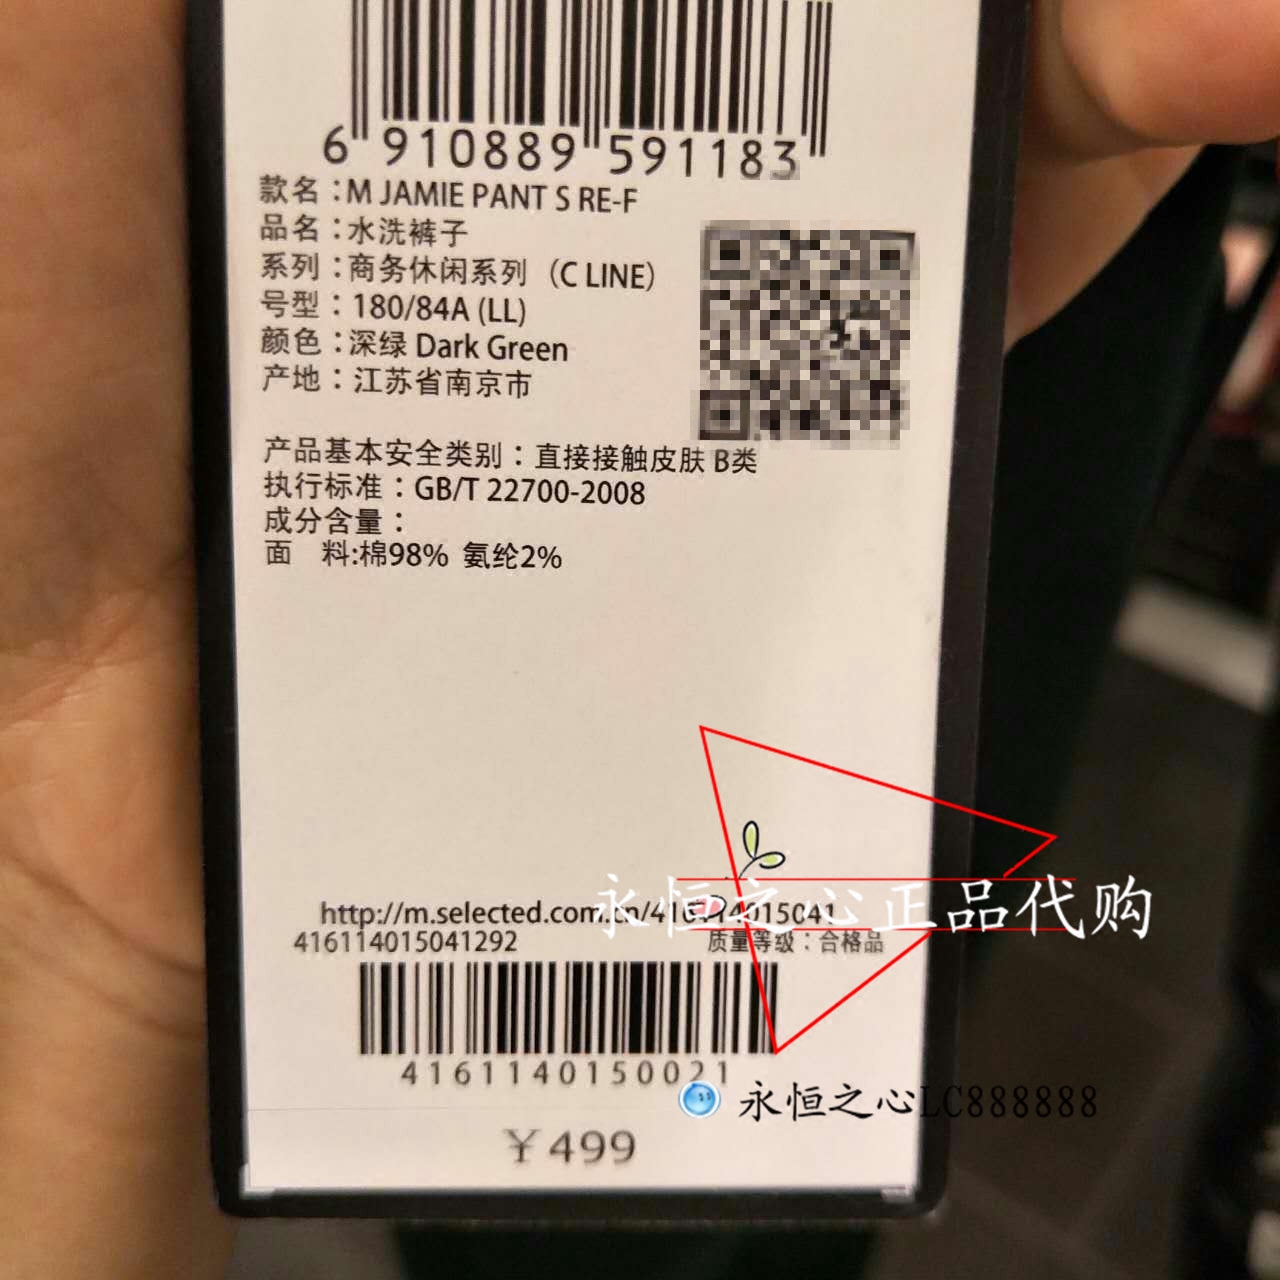 6 910889 591183
款名：M JAMIE PANT S RE-F
品名：水洗裤子
系列：商务休闲系列（C LINE）
号型：180/84A (LL)
颜色：深绿 Dark Green
产地：江苏省南京市
产品基本安全类别：直接接触皮肤 B类
执行标准：GB/T 22700-2008
成分含量：
面 料:棉98% 氨纶2%
永恒之心正品代购
http://m.selected.com.cn/416114015041
416114015041292
质量等级：合格品
4161140150021
永恒之心LC888888
￥499